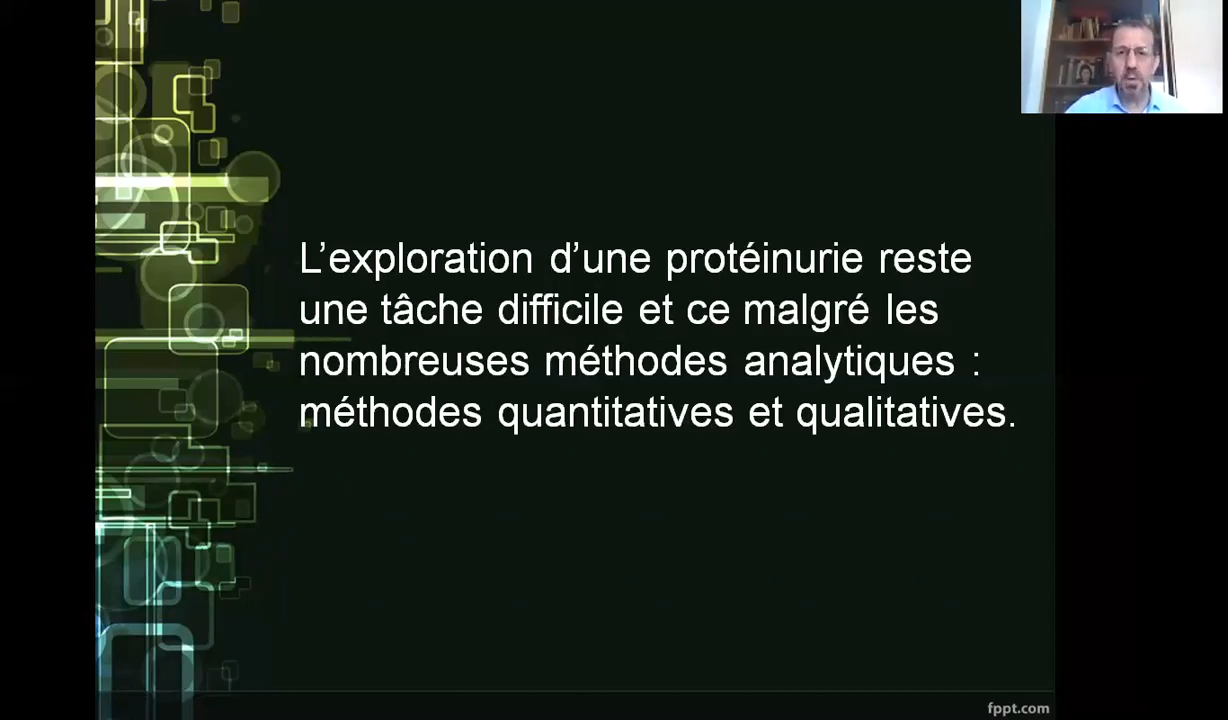 L’exploration d’une protéinurie reste
une tâche difficile et ce malgré les
nombreuses méthodes analytiques :
méthodes quantitatives et qualitatives.
fppt.com